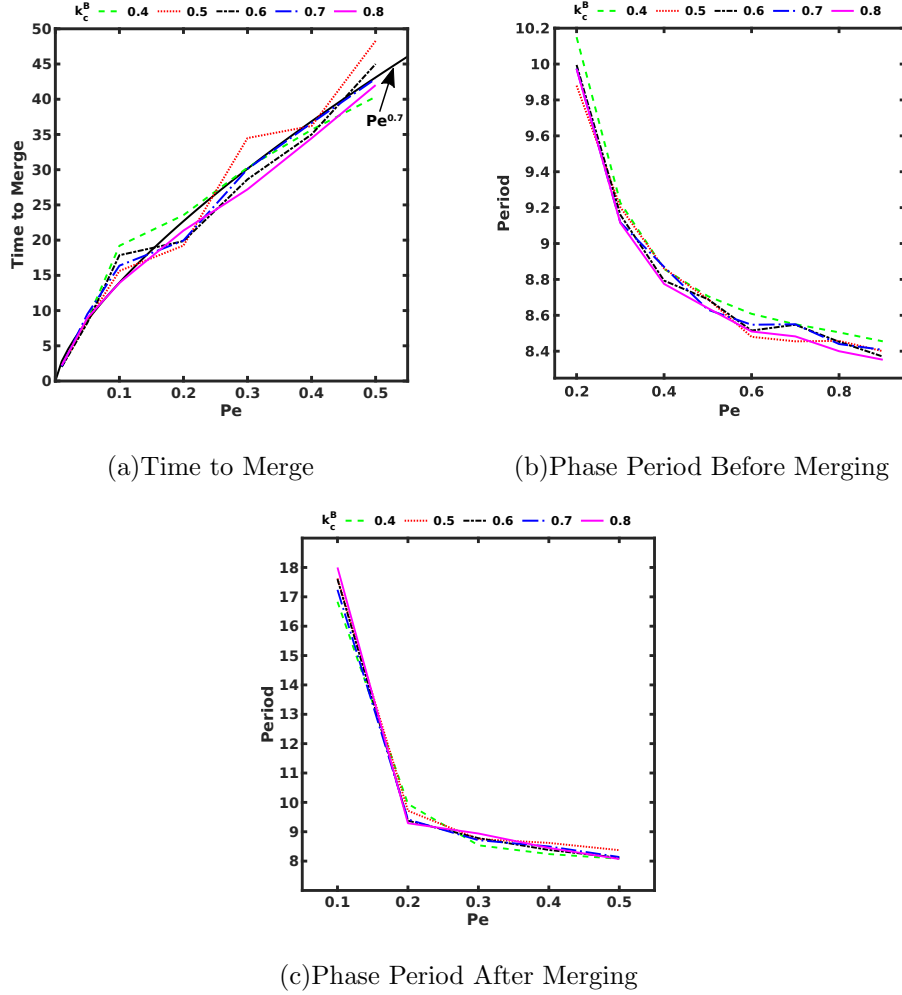 k_c^B 0.4 0.5 0.6 0.7 0.8
50
45
40
35
30
25
20
15
10
5
0
0.1 0.2 0.3 0.4 0.5
Time to Merge
Pe
Pe^0.7
(a)Time to Merge
k_c^B 0.4 0.5 0.6 0.7 0.8
10.2
10
9.8
9.6
9.4
9.2
9
8.8
8.6
8.4
0.2 0.4 0.6 0.8
Period
Pe
(b)Phase Period Before Merging
k_c^B 0.4 0.5 0.6 0.7 0.8
18
17
16
15
14
13
12
11
10
9
8
0.1 0.2 0.3 0.4 0.5
Period
Pe
(c)Phase Period After Merging